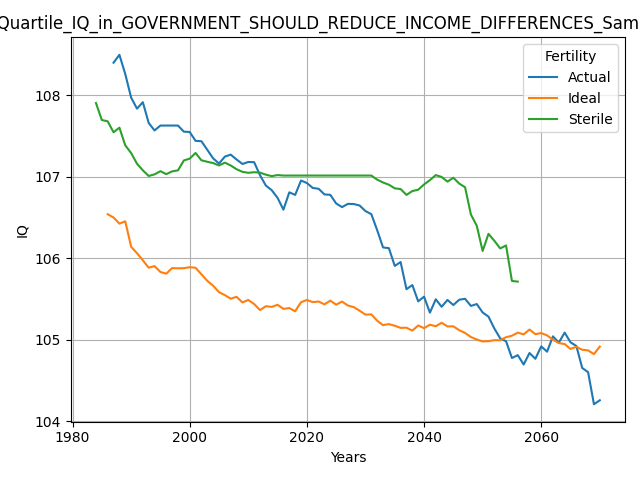 Quartile_IQ_in_GOVERNMENT_SHOULD_REDUCE_INCOME_DIFFERENCES_Sam
Fertility
Actual
Ideal
Sterile
108
107
106
105
104
IQ
1980 2000 2020 2040 2060
Years